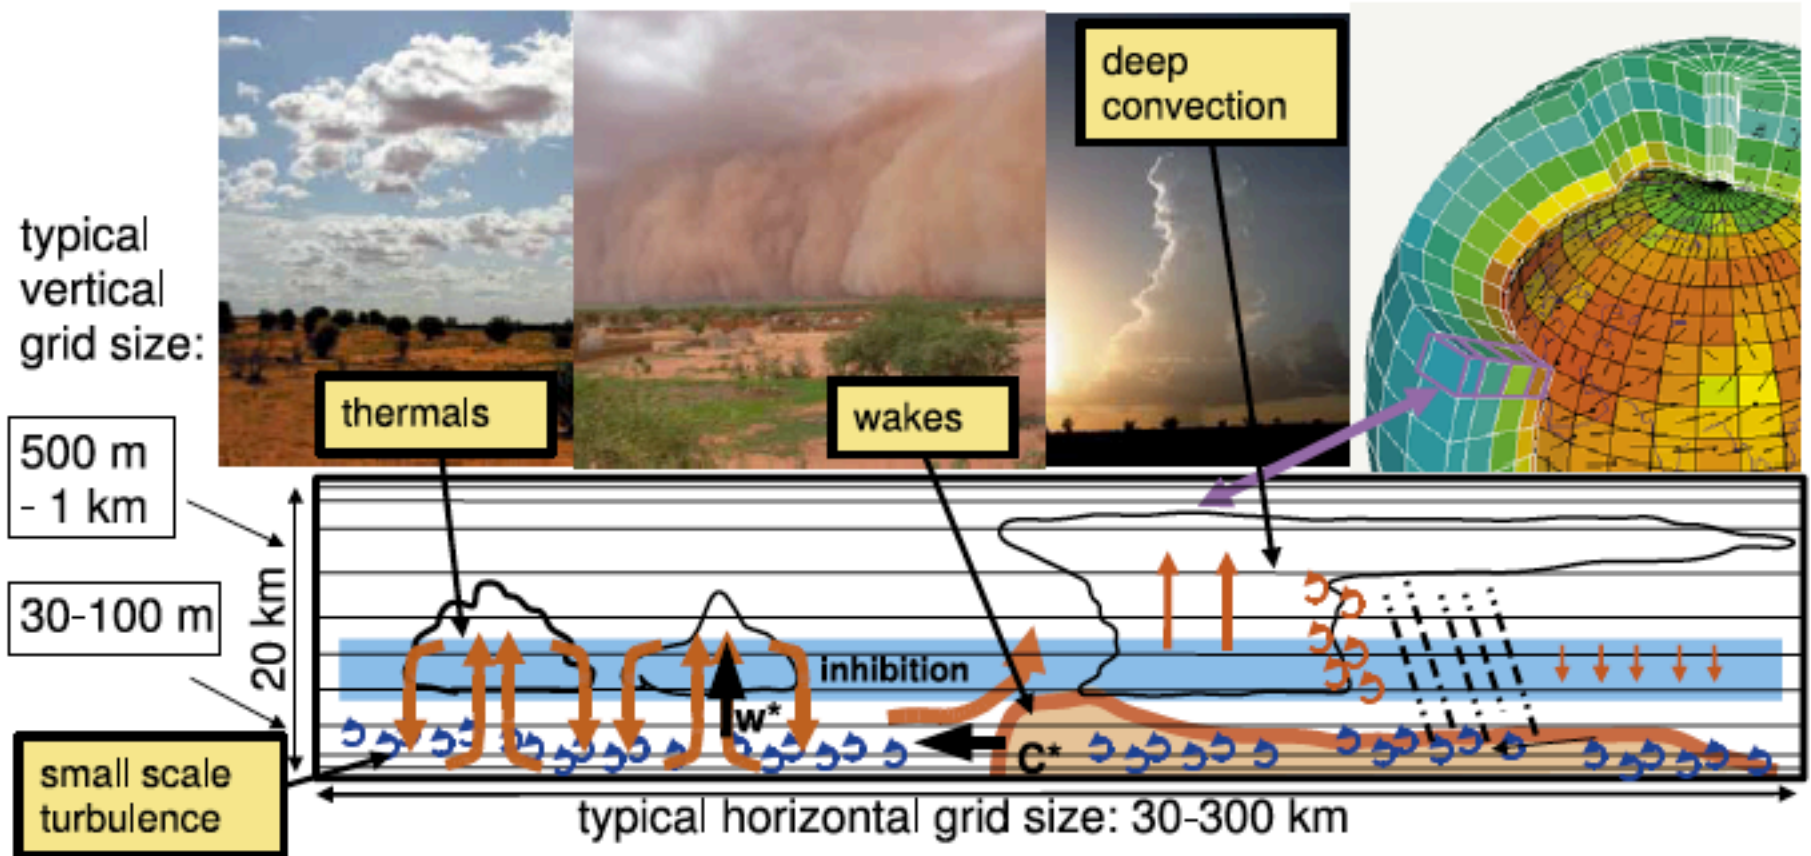 deep
convection
typical
vertical
grid size:
thermals
wakes
500 m
- 1 km
30-100 m
20 km
inhibition
w*
C*
small scale
turbulence
typical horizontal grid size: 30-300 km